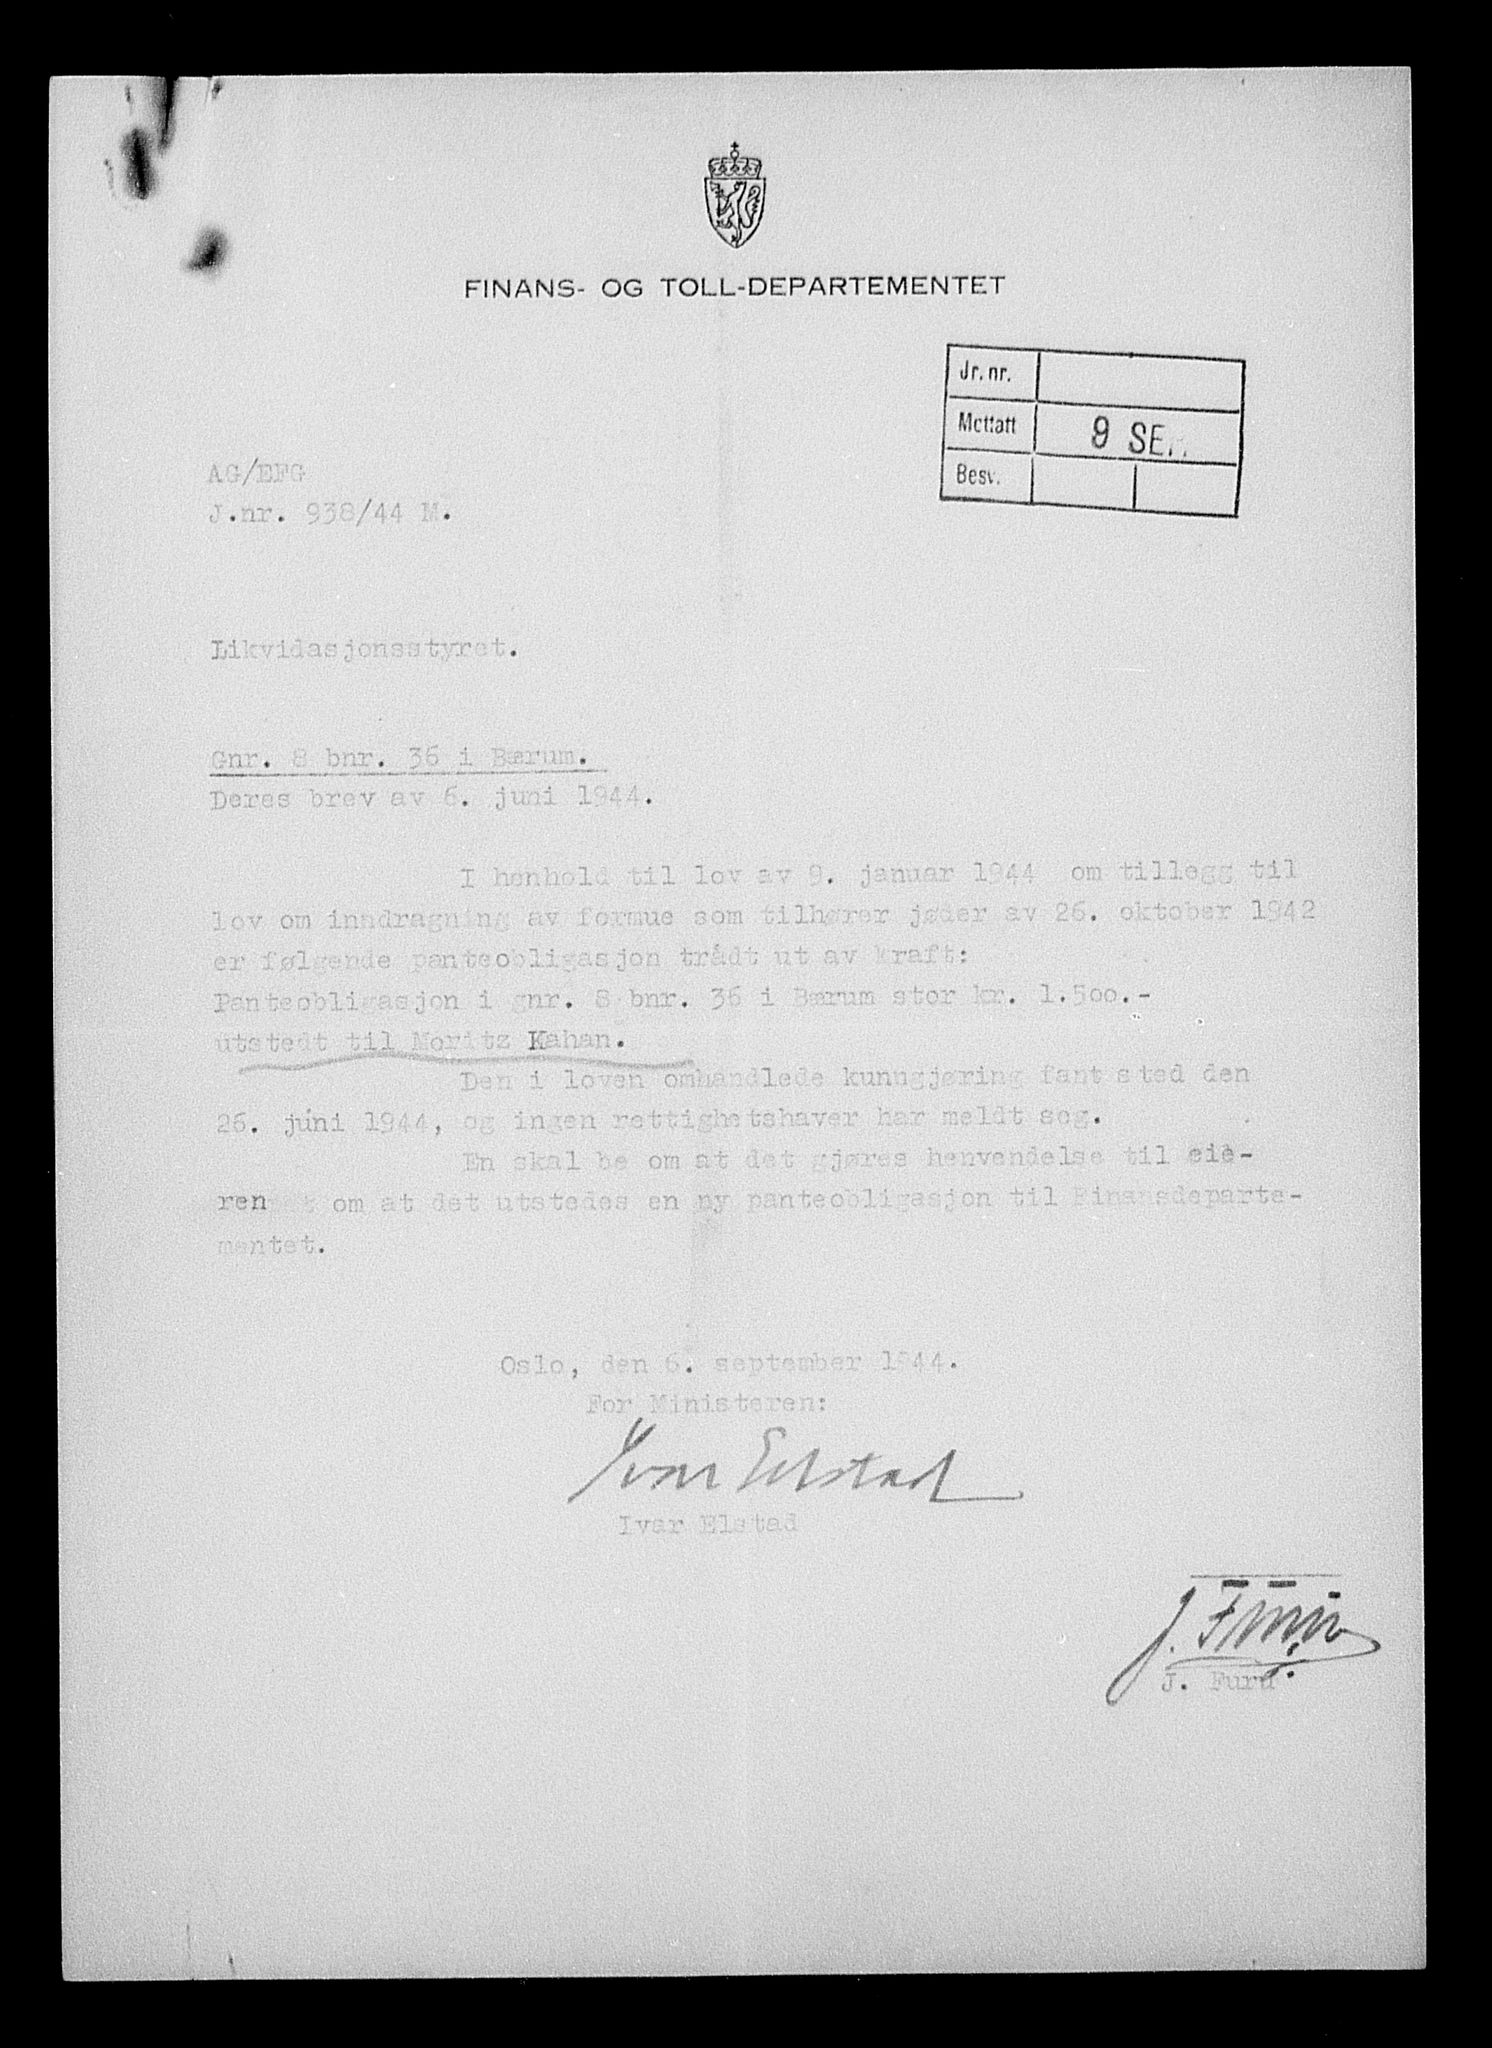 FINANS- OG TOLL-DEPARTEMENTET
Jr. nr.
Mottatt 9 SEP.
Besv.
AG/EFG
J.nr. 938/44 M.
Likvidasjonsstyret.
Gnr. 8 bnr. 36 i Bærum.
Deres brev av 6. juni 1944.
I henhold til lov av 9. januar 1944 om tillegg til
lov om inndragning av formue som tilhører jøder av 26. oktober 1942
er følgende panteobligasjon trådt ut av kraft:
Panteobligasjon i gnr. 8 bnr. 36 i Bærum stor kr. 1.500.-
utstedt til Moritz Kahan.
Den i loven omhandlede kunngjøring fant sted den
26. juni 1944, og ingen rettighetshaver har meldt seg.
En skal be om at det gjøres henvendelse til eie-
ren om at det utstedes en ny panteobligasjon til Finansdeparte-
mentet.
Oslo, den 6. september 1944.
For Ministeren:
Ivar Elstad
Ivar Elstad
J. Furu
J. Furu.